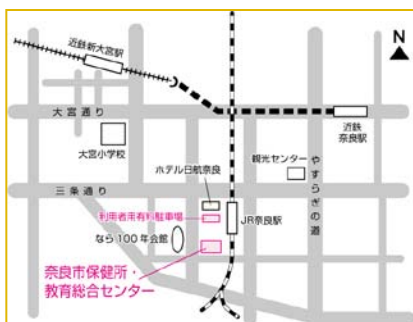 近鉄新大宮駅
N
大宮通り
近鉄
奈良駅
大宮小学校
観光センター
やすらぎの道
ホテル日航奈良
三条通り
利用者用有料駐車場
JR奈良駅
なら100年会館
奈良市保健所・
教育総合センター